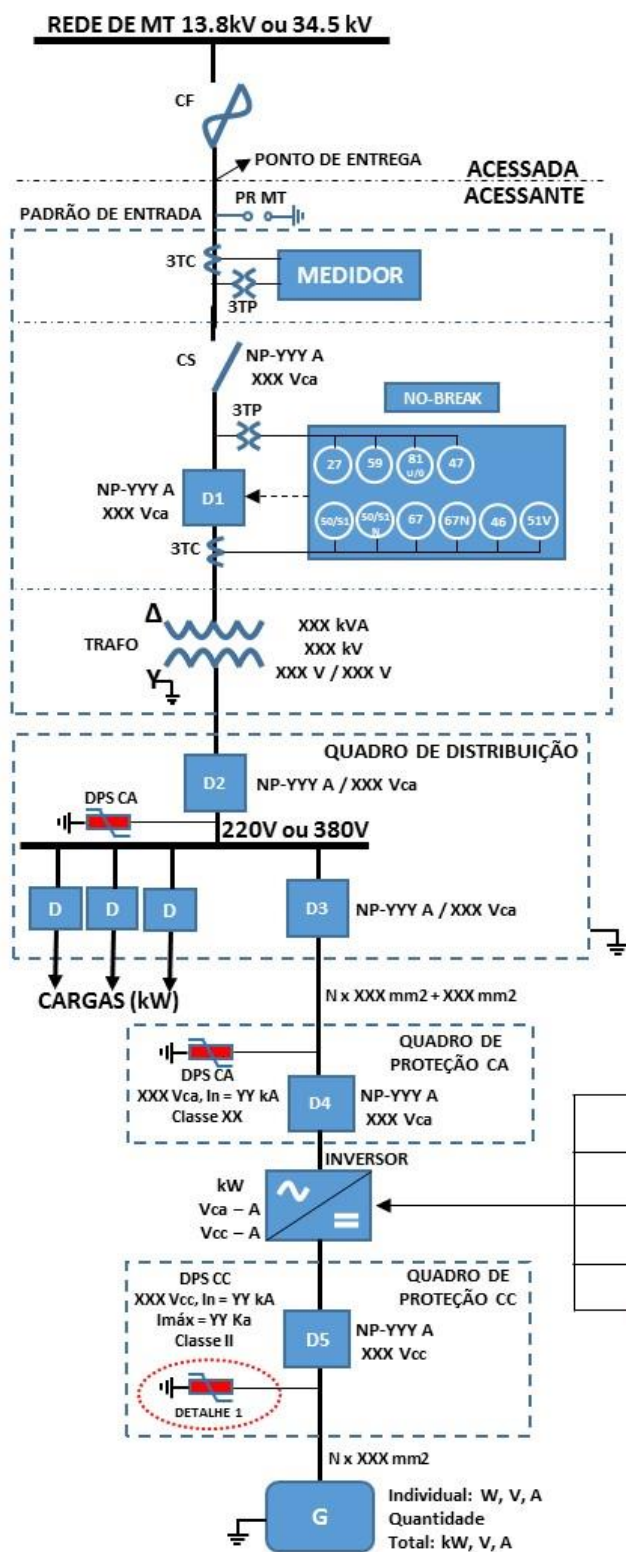 REDE DE MT 13.8kV ou 34.5 kV
CF
PONTO DE ENTREGA
ACESSADA
ACESSANTE
PADRÃO DE ENTRADA
PR MT
3TC
MEDIDOR
3TP
CS
NP-YYY A
XXX Vca
NO-BREAK
3TP
27
59
81
U/O
47
NP-YYY A
XXX Vca
D1
50/51
50/51
N
67
67N
46
51V
3TC
Δ
TRAFO
Y
XXX kVA
XXX kV
XXX V / XXX V
QUADRO DE DISTRIBUIÇÃO
D2
NP-YYY A / XXX Vca
DPS CA
220V ou 380V
D
D
D
D3
NP-YYY A / XXX Vca
CARGAS (kW)
N x XXX mm2 + XXX mm2
QUADRO DE
PROTEÇÃO CA
DPS CA
XXX Vca, In = YY kA
Classe XX
D4
NP-YYY A
XXX Vca
INVERSOR
kW
Vca – A
Vcc – A
DPS CC
XXX Vcc, In = YY kA
Imáx = YY Ka
Classe II
QUADRO DE
PROTEÇÃO CC
D5
NP-YYY A
XXX Vcc
DETALHE 1
N x XXX mm2
G
Individual: W, V, A
Quantidade
Total: kW, V, A